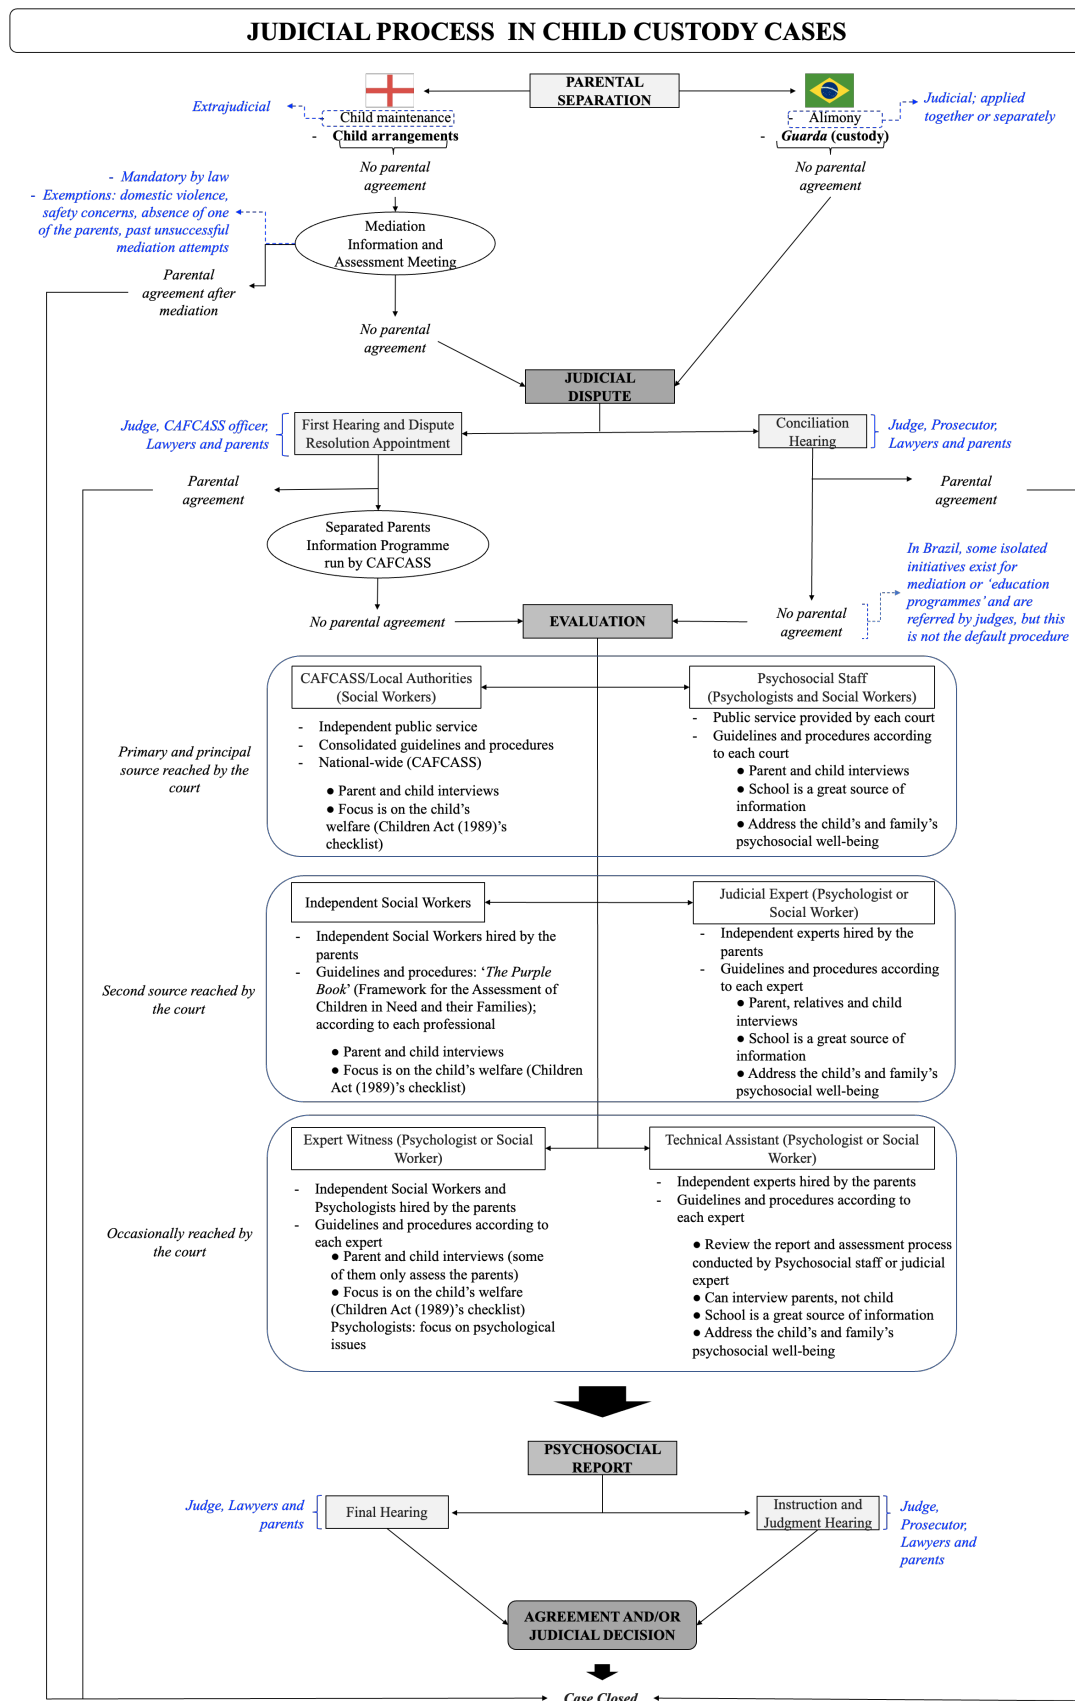 JUDICIAL PROCESS IN CHILD CUSTODY CASES
PARENTAL
SEPARATION
Extrajudicial
Child maintenance
- Child arrangements
- Alimony
- Guarda (custody)
Judicial; applied
together or separately
No parental
agreement
No parental
agreement
- Mandatory by law
- Exemptions: domestic violence,
safety concerns, absence of one
of the parents, past unsuccessful
mediation attempts
Mediation
Information and
Assessment Meeting
Parental
agreement after
mediation
No parental
agreement
JUDICIAL
DISPUTE
Judge, CAFCASS officer,
Lawyers and parents
First Hearing and Dispute
Resolution Appointment
Conciliation
Hearing
Judge, Prosecutor,
Lawyers and parents
Parental
agreement
Parental
agreement
Separated Parents
Information Programme
run by CAFCASS
In Brazil, some isolated
initiatives exist for
mediation or ‘education
programmes’ and are
referred by judges, but this
is not the default procedure
No parental agreement
EVALUATION
No parental
agreement
Primary and principal
source reached by the
court
CAFCASS/Local Authorities
(Social Workers)
- Independent public service
- Consolidated guidelines and procedures
- National-wide (CAFCASS)
● Parent and child interviews
● Focus is on the child’s
welfare (Children Act (1989)’s
checklist)
Psychosocial Staff
(Psychologists and Social Workers)
- Public service provided by each court
- Guidelines and procedures according
to each court
● Parent and child interviews
● School is a great source of
information
● Address the child’s and family’s
psychosocial well-being
Second source reached by
the court
Independent Social Workers
- Independent Social Workers hired by the
parents
- Guidelines and procedures: ‘The Purple
Book’ (Framework for the Assessment of
Children in Need and their Families);
according to each professional
● Parent and child interviews
● Focus is on the child’s welfare (Children
Act (1989)’s checklist)
Judicial Expert (Psychologist or
Social Worker)
- Independent experts hired by the
parents
- Guidelines and procedures according
to each expert
● Parent, relatives and child
interviews
● School is a great source of
information
● Address the child’s and family’s
psychosocial well-being
Occasionally reached by
the court
Expert Witness (Psychologist or Social
Worker)
- Independent Social Workers and
Psychologists hired by the parents
- Guidelines and procedures according to
each expert
● Parent and child interviews (some
of them only assess the parents)
● Focus is on the child’s welfare
(Children Act (1989)’s checklist)
Psychologists: focus on psychological
issues
Technical Assistant (Psychologist or Social
Worker)
- Independent experts hired by the parents
- Guidelines and procedures according to
each expert
● Review the report and assessment process
conducted by Psychosocial staff or judicial
expert
● Can interview parents, not child
● School is a great source of information
● Address the child’s and family’s
psychosocial well-being
PSYCHOSOCIAL
REPORT
Judge, Lawyers and
parents
Final Hearing
Instruction and
Judgment Hearing
Judge,
Prosecutor,
Lawyers and
parents
AGREEMENT AND/OR
JUDICIAL DECISION
Case Closed